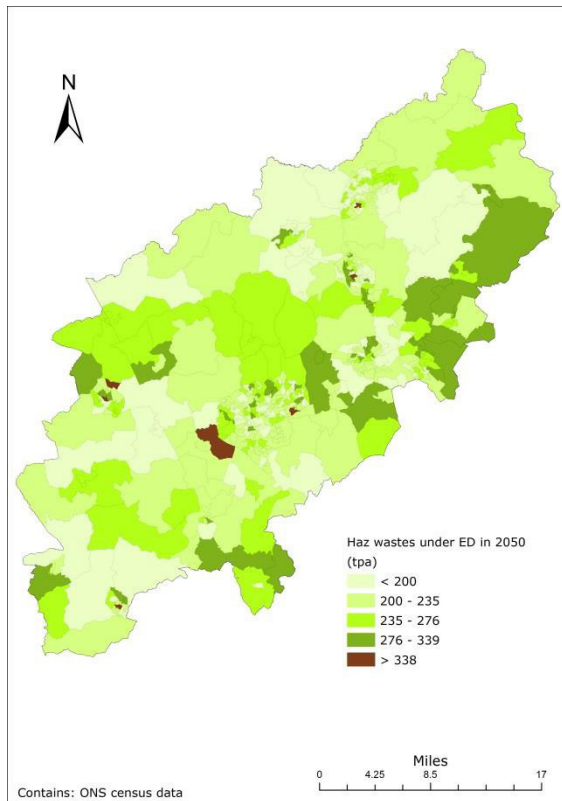 N
Haz wastes under ED in 2050
(tpa)
< 200
200 - 235
235 - 276
276 - 339
> 338
Miles
0 4.25 8.5 17
Contains: ONS census data